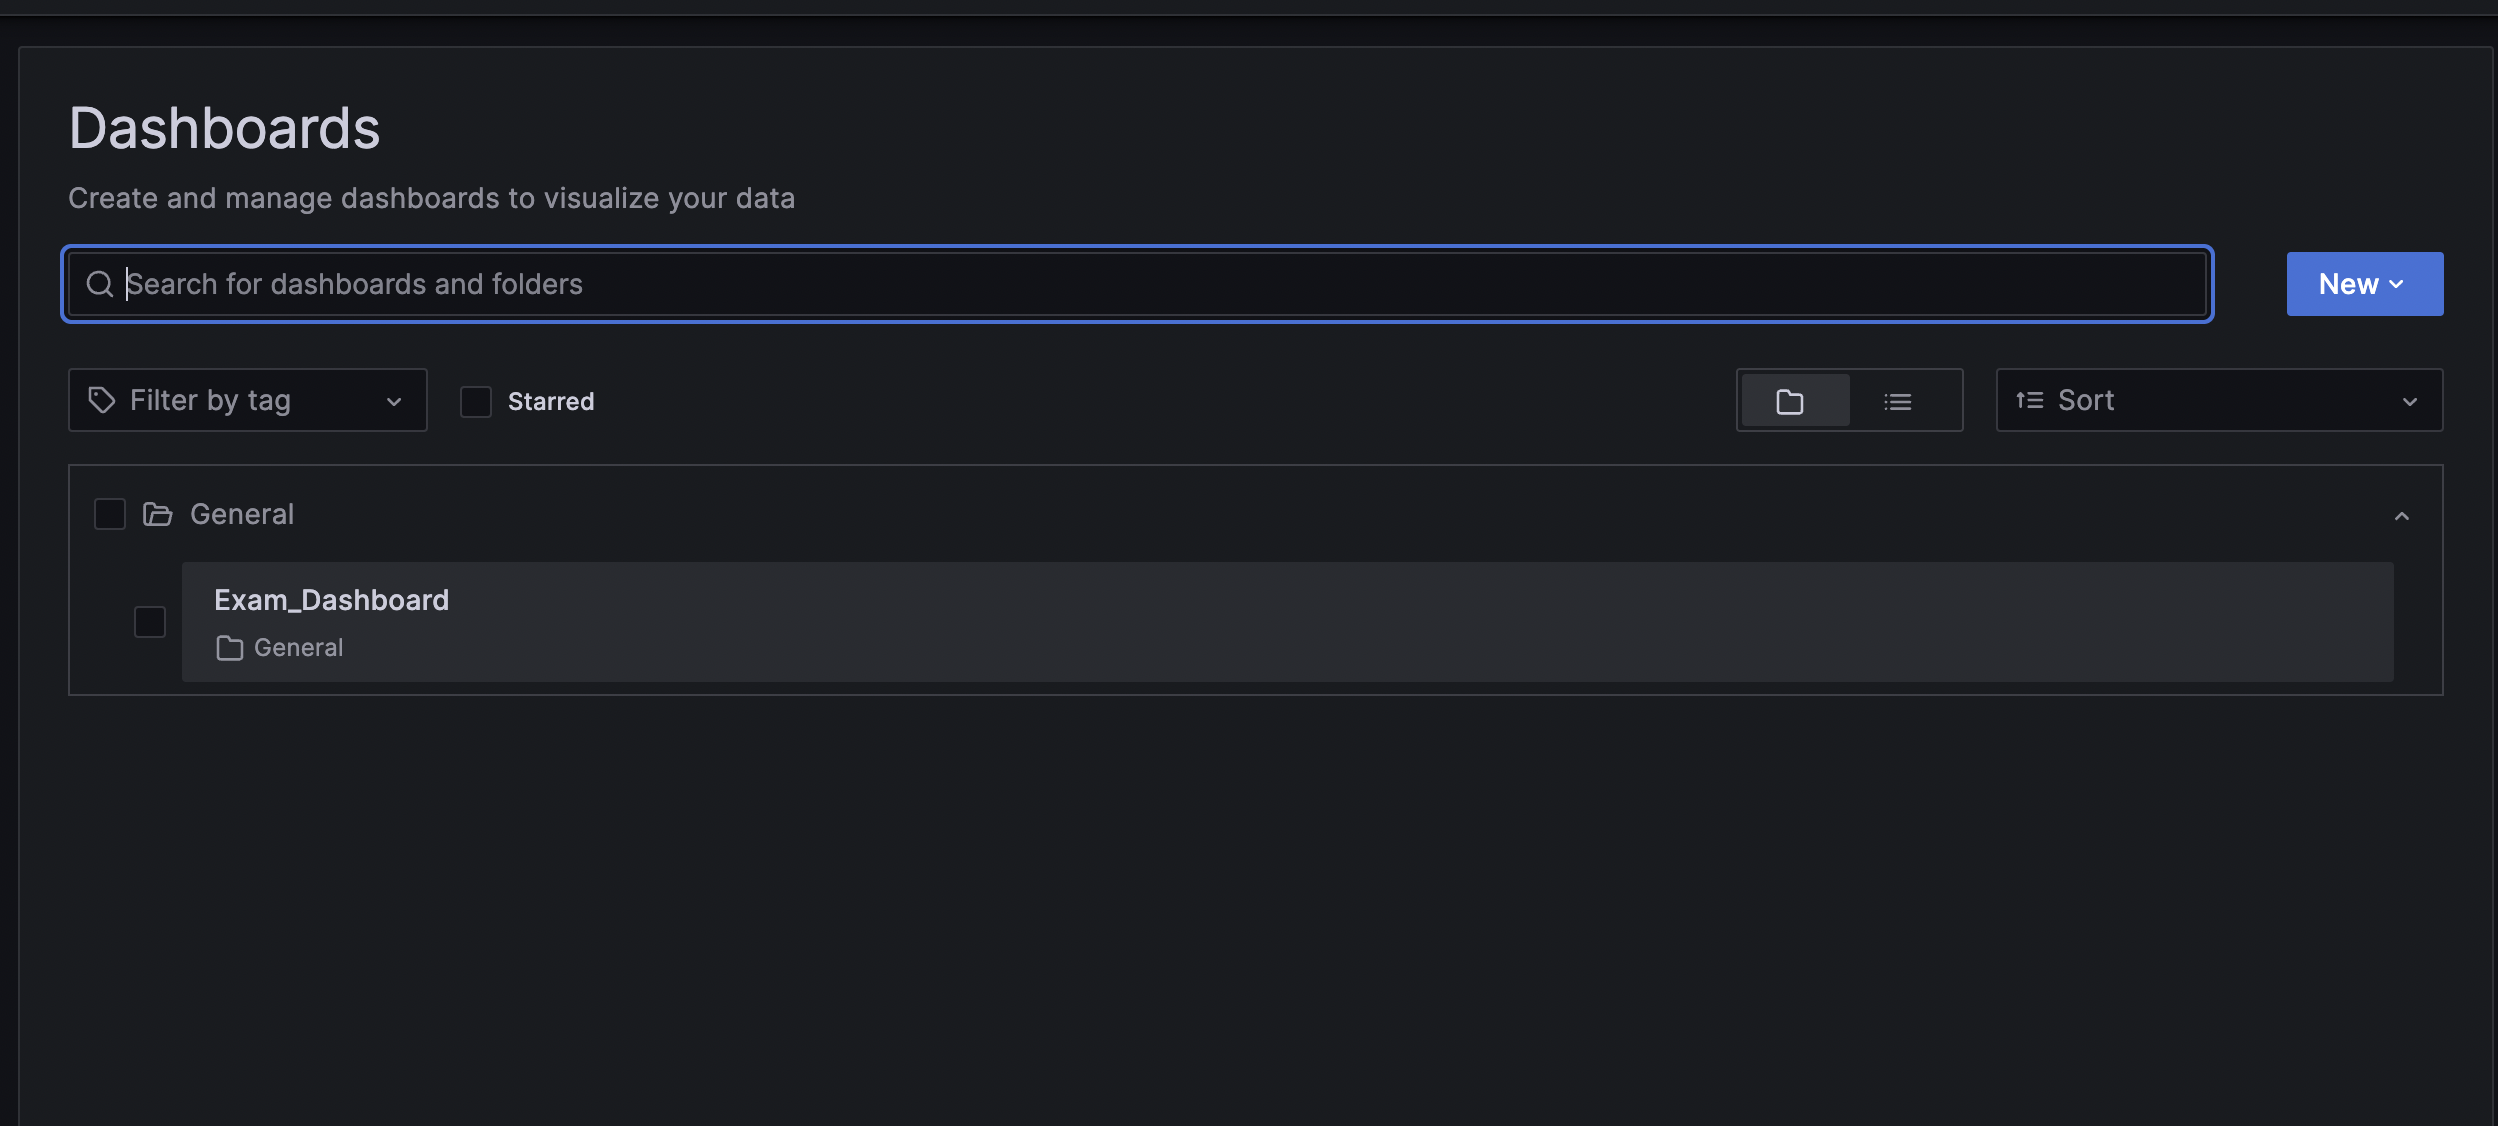 Dashboards
Create and manage dashboards to visualize your data
Search for dashboards and folders
New
Filter by tag
Starred
Sort
General
Exam_Dashboard
General